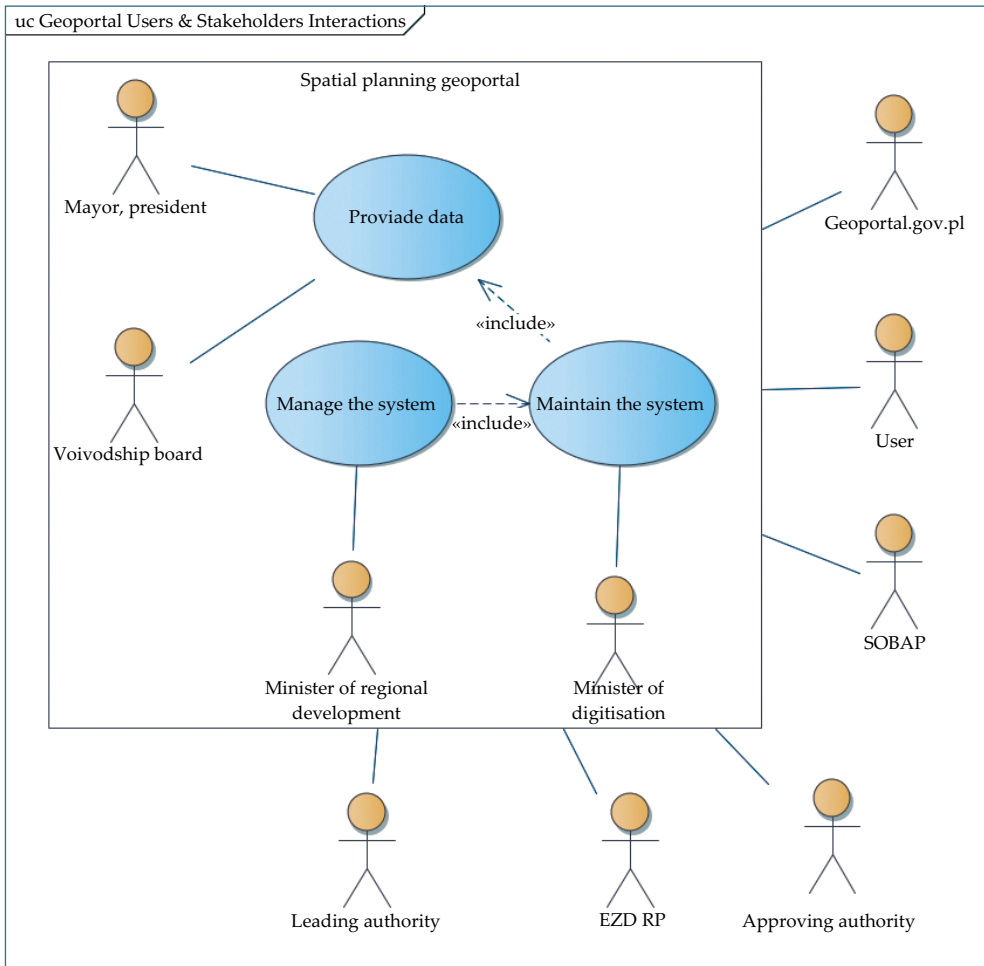 uc Geoportal Users & Stakeholders Interactions
Spatial planning geoportal
Mayor, president
Proviade data
Geoportal.gov.pl
«include»
Voivodship board
Manage the system
«include»
Maintain the system
User
SOBAP
Minister of regional
development
Minister of
digitisation
Leading authority
EZD RP
Approving authority